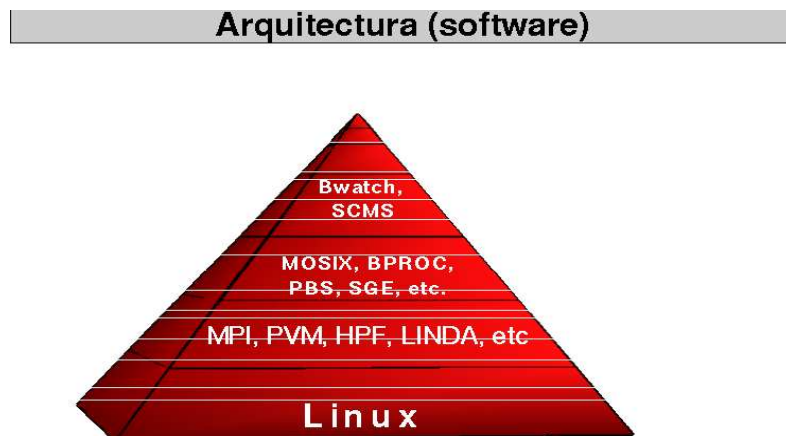 Arquitectura (software)
Bwatch,
SCMS
MOSIX, BPROC,
PBS, SGE, etc.
MPI, PVM, HPF, LINDA, etc
Linux